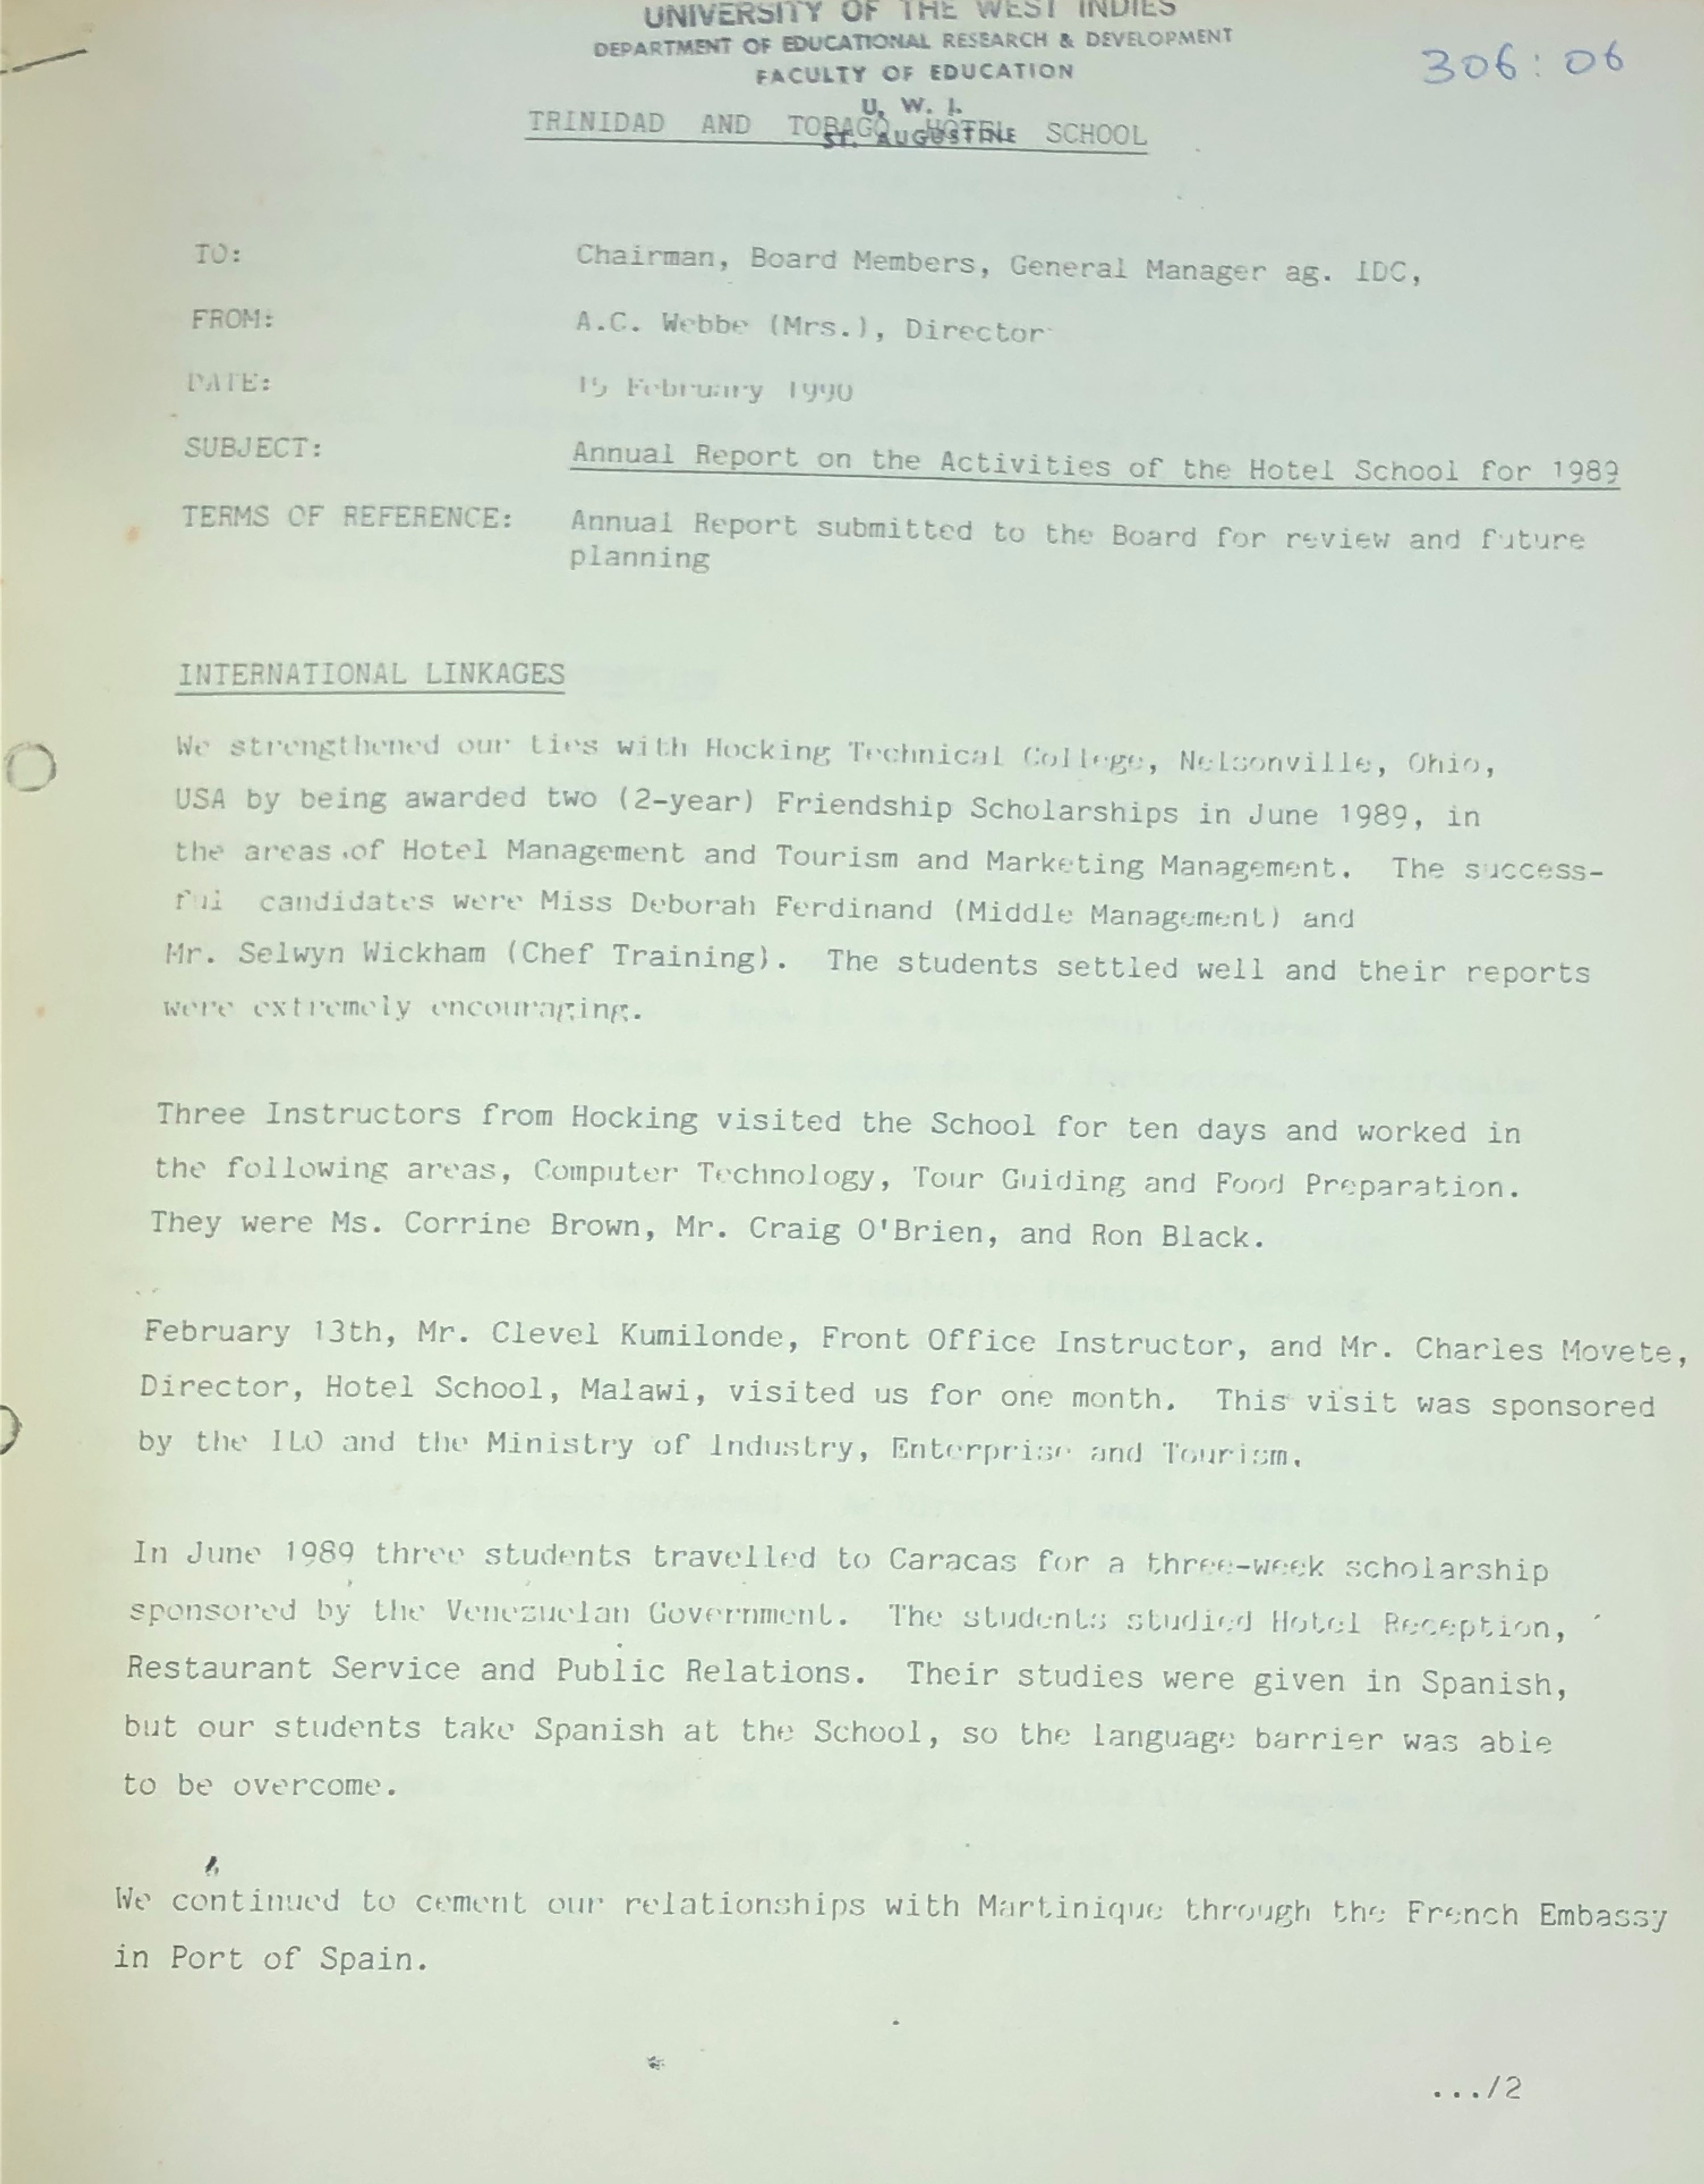 UNIVERSITY OF THE WEST INDIES
DEPARTMENT OF EDUCATIONAL RESEARCH & DEVELOPMENT
FACULTY OF EDUCATION
306:06
U. W. I.
ST. AUGUSTINE
TRINIDAD AND TOBAGO HOTEL SCHOOL
TO: Chairman, Board Members, General Manager ag. IDC,
FROM: A.C. Webbe (Mrs.), Director
DATE: 15 February 1990
SUBJECT: Annual Report on the Activities of the Hotel School for 1989
TERMS OF REFERENCE: Annual Report submitted to the Board for review and future
planning
INTERNATIONAL LINKAGES
We strengthened our ties with Hocking Technical College, Nelsonville, Ohio,
USA by being awarded two (2-year) Friendship Scholarships in June 1989, in
the areas of Hotel Management and Tourism and Marketing Management. The success-
ful candidates were Miss Deborah Ferdinand (Middle Management) and
Mr. Selwyn Wickham (Chef Training). The students settled well and their reports
were extremely encouraging.
Three Instructors from Hocking visited the School for ten days and worked in
the following areas, Computer Technology, Tour Guiding and Food Preparation.
They were Ms. Corrine Brown, Mr. Craig O'Brien, and Ron Black.
February 13th, Mr. Clevel Kumilonde, Front Office Instructor, and Mr. Charles Movete,
Director, Hotel School, Malawi, visited us for one month. This visit was sponsored
by the ILO and the Ministry of Industry, Enterprise and Tourism.
In June 1989 three students travelled to Caracas for a three-week scholarship
sponsored by the Venezuelan Government. The students studied Hotel Reception,
Restaurant Service and Public Relations. Their studies were given in Spanish,
but our students take Spanish at the School, so the language barrier was able
to be overcome.
We continued to cement our relationships with Martinique through the French Embassy
in Port of Spain.
.../2